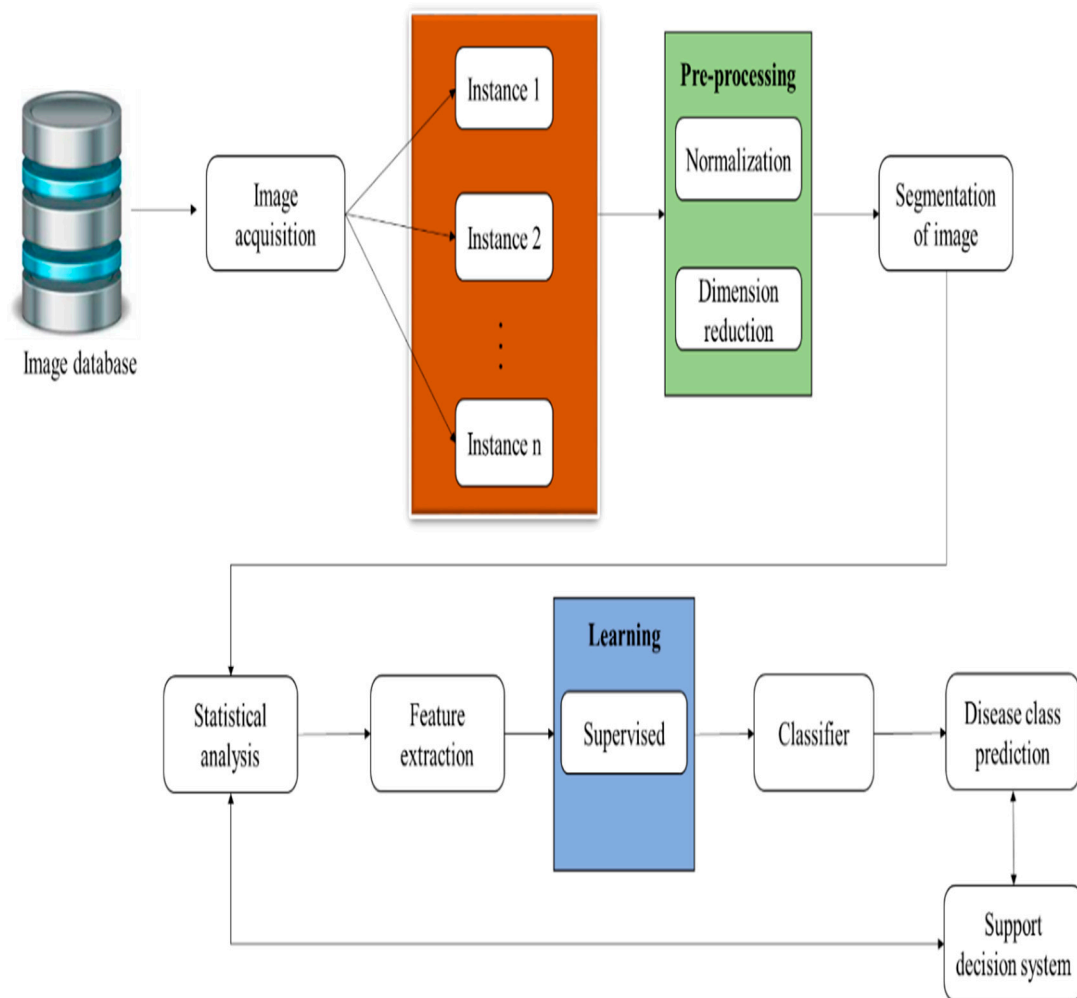 Image database
Image
acquisition
Instance 1
Instance 2
Instance n
Pre-processing
Normalization
Dimension
reduction
Segmentation
of image
Statistical
analysis
Feature
extraction
Learning
Supervised
Classifier
Disease class
prediction
Support
decision system